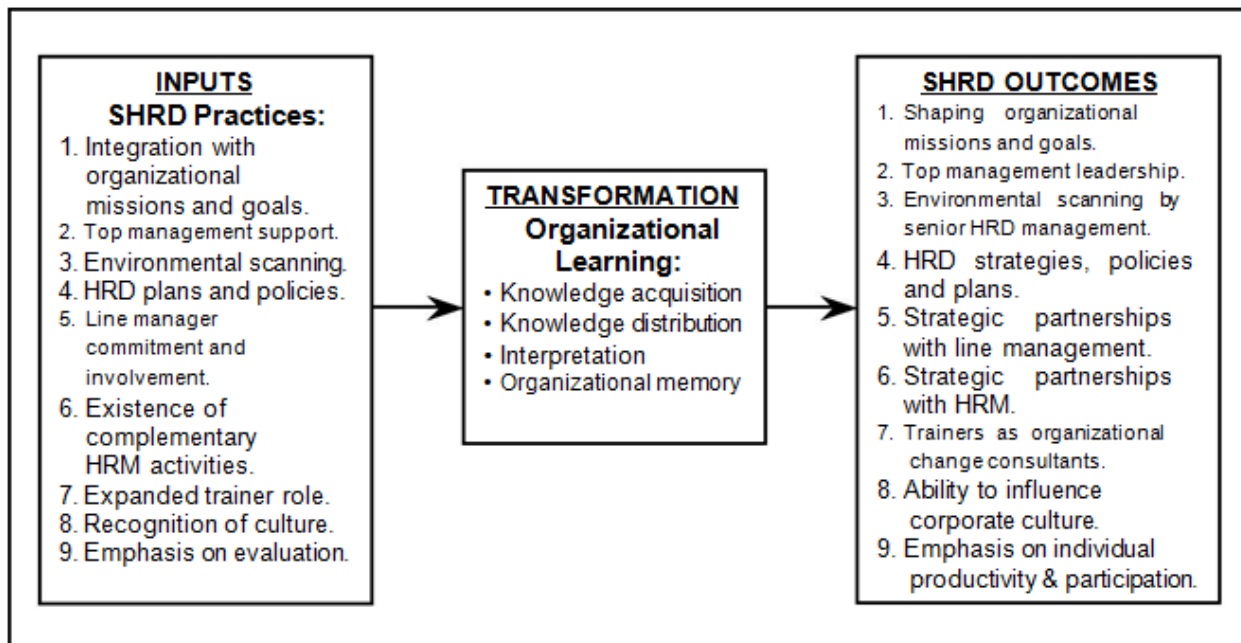 INPUTS
SHRD Practices:
1. Integration with
organizational
missions and goals.
2. Top management support.
3. Environmental scanning.
4. HRD plans and policies.
5. Line manager
commitment and
involvement.
6. Existence of
complementary
HRM activities.
7. Expanded trainer role.
8. Recognition of culture.
9. Emphasis on evaluation.
TRANSFORMATION
Organizational
Learning:
• Knowledge acquisition
• Knowledge distribution
• Interpretation
• Organizational memory
SHRD OUTCOMES
1. Shaping organizational
missions and goals.
2. Top management leadership.
3. Environmental scanning by
senior HRD management.
4. HRD strategies, policies
and plans.
5. Strategic partnerships
with line management.
6. Strategic partnerships
with HRM.
7. Trainers as organizational
change consultants.
8. Ability to influence
corporate culture.
9. Emphasis on individual
productivity & participation.